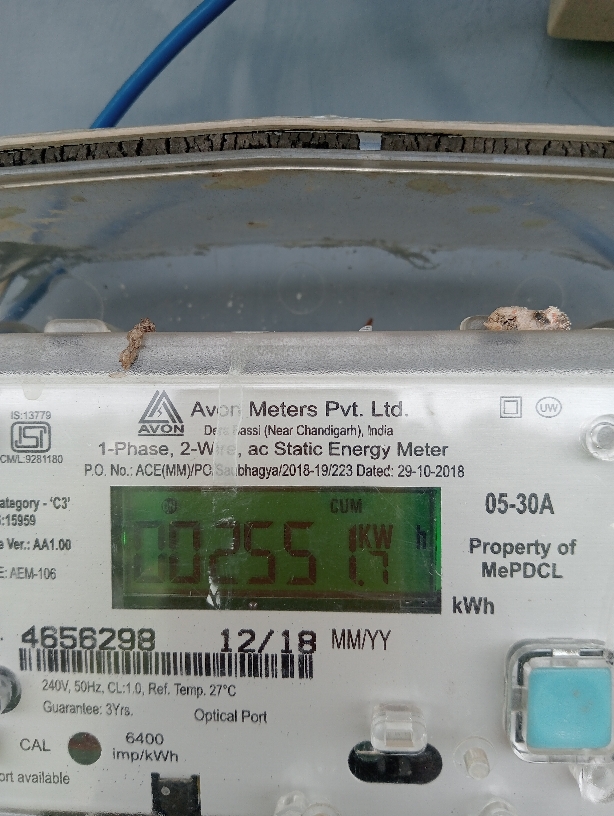 IS:13779
CM/L.9281180
AVON
Avon Meters Pvt. Ltd.
Dera Bassi (Near Chandigarh), India
1-Phase, 2-Wire, ac Static Energy Meter
P.O. No.: ACE(MM)/PO Saubhagya/2018-19/223 Dated: 29-10-2018
UW
ategory - 'C3'
:15959
e Ver.: AA1.00
E: AEM-106
CUM
002551.7 KW h
kWh
05-30A
Property of
MePDCL
4656298 12/18 MM/YY
240V, 50Hz, CL:1.0, Ref. Temp. 27°C
Guarantee: 3Yrs.
Optical Port
CAL
6400
imp/kWh
ort available